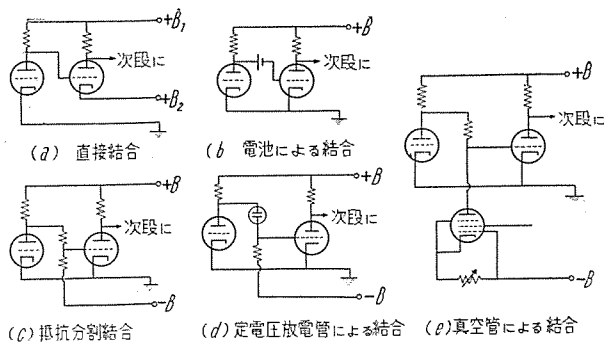 +B₁
次段に
+B₂
(a) 直接結合
+B
次段に
(b 電池による結合
+B
次段に
-B
(c) 抵抗分割結合
+B
次段に
-B
(d) 定電圧放電管による結合
+B
次段に
-B
(e) 真空管による結合